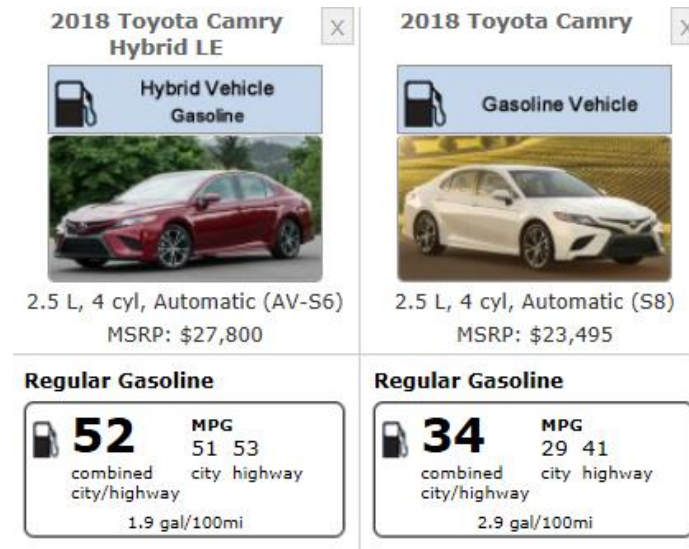 2018 Toyota Camry
Hybrid LE
X
Hybrid Vehicle
Gasoline
2.5 L, 4 cyl, Automatic (AV-S6)
MSRP: $27,800
Regular Gasoline
52
combined
city/highway
MPG
51 53
city highway
1.9 gal/100mi
2018 Toyota Camry
X
Gasoline Vehicle
2.5 L, 4 cyl, Automatic (S8)
MSRP: $23,495
Regular Gasoline
34
combined
city/highway
MPG
29 41
city highway
2.9 gal/100mi